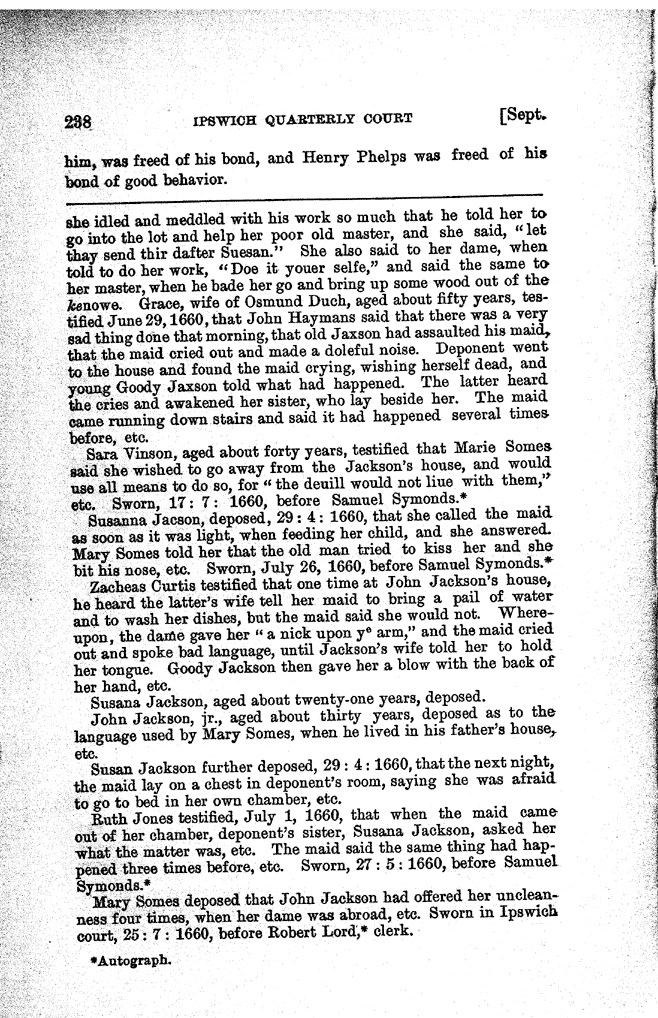 238 IPSWICH QUARTERLY COURT [Sept.
him, was freed of his bond, and Henry Phelps was freed of his
bond of good behavior.
she idled and meddled with his work so much that he told her to
go into the lot and help her poor old master, and she said, "let
thay send thir dafter Suesan." She also said to her dame, when
told to do her work, "Doe it youer selfe," and said the same to
her master, when he bade her go and bring up some wood out of the
kenowe. Grace, wife of Osmund Duch, aged about fifty years, tes-
tified June 29, 1660, that John Haymans said that there was a very
sad thing done that morning, that old Jaxson had assaulted his maid,
that the maid cried out and made a doleful noise. Deponent went
to the house and found the maid crying, wishing herself dead, and
young Goody Jaxson told what had happened. The latter heard
the cries and awakened her sister, who lay beside her. The maid
came running down stairs and said it had happened several times
before, etc.
Sara Vinson, aged about forty years, testified that Marie Somes
said she wished to go away from the Jackson's house, and would
use all means to do so, for "the deuill would not liue with them,"
etc. Sworn, 17: 7: 1660, before Samuel Symonds.*
Susanna Jacson, deposed, 29: 4: 1660, that she called the maid
as soon as it was light, when feeding her child, and she answered.
Mary Somes told her that the old man tried to kiss her and she
bit his nose, etc. Sworn, July 26, 1660, before Samuel Symonds.*
Zacheas Curtis testified that one time at John Jackson's house,
he heard the latter's wife tell her maid to bring a pail of water
and to wash her dishes, but the maid said she would not. Where-
upon, the dame gave her "a nick upon yᵉ arm," and the maid cried
out and spoke bad language, until Jackson's wife told her to hold
her tongue. Goody Jackson then gave her a blow with the back of
her hand, etc.
Susana Jackson, aged about twenty-one years, deposed.
John Jackson, jr., aged about thirty years, deposed as to the
language used by Mary Somes, when he lived in his father's house,
etc.
Susan Jackson further deposed, 29: 4: 1660, that the next night,
the maid lay on a chest in deponent's room, saying she was afraid
to go to bed in her own chamber, etc.
Ruth Jones testified, July 1, 1660, that when the maid came
out of her chamber, deponent's sister, Susana Jackson, asked her
what the matter was, etc. The maid said the same thing had hap-
pened three times before, etc. Sworn, 27: 5: 1660, before Samuel
Symonds.*
Mary Somes deposed that John Jackson had offered her unclean-
ness four times, when her dame was abroad, etc. Sworn in Ipswich
court, 25: 7: 1660, before Robert Lord,* clerk.
*Autograph.